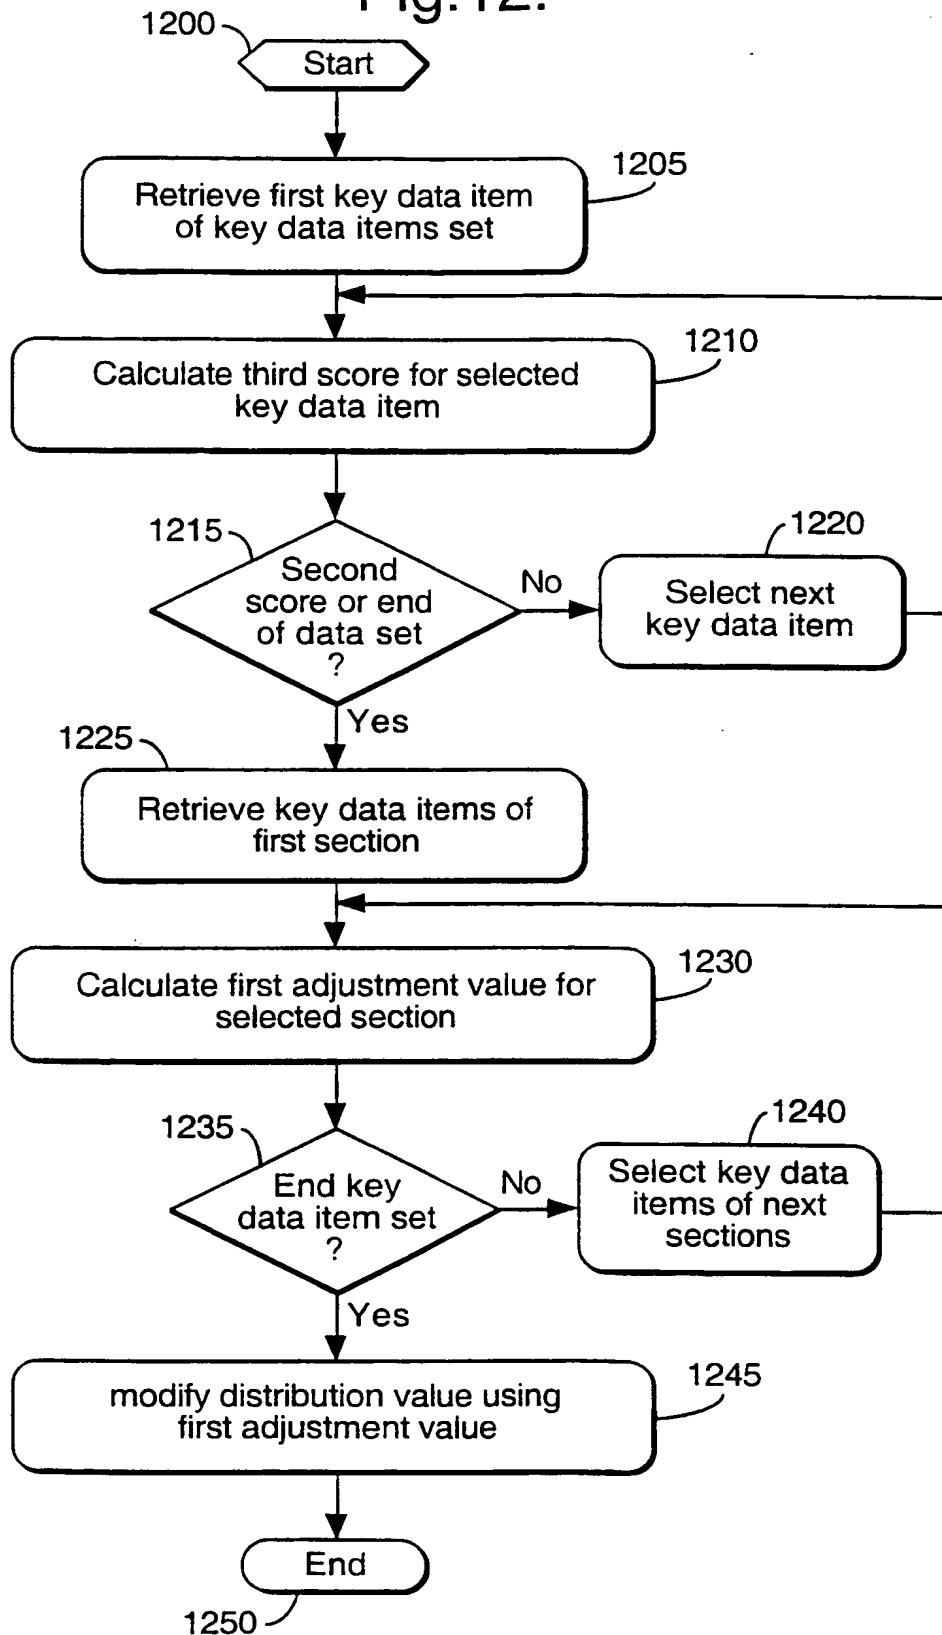 Fig.12.
1200
Start
1205
Retrieve first key data item
of key data items set
1210
Calculate third score for selected
key data item
1215
Second
score or end
of data set
?
No
1220
Select next
key data item
Yes
1225
Retrieve key data items of
first section
1230
Calculate first adjustment value for
selected section
1235
End key
data item set
?
No
1240
Select key data
items of next
sections
Yes
1245
modify distribution value using
first adjustment value
End
1250